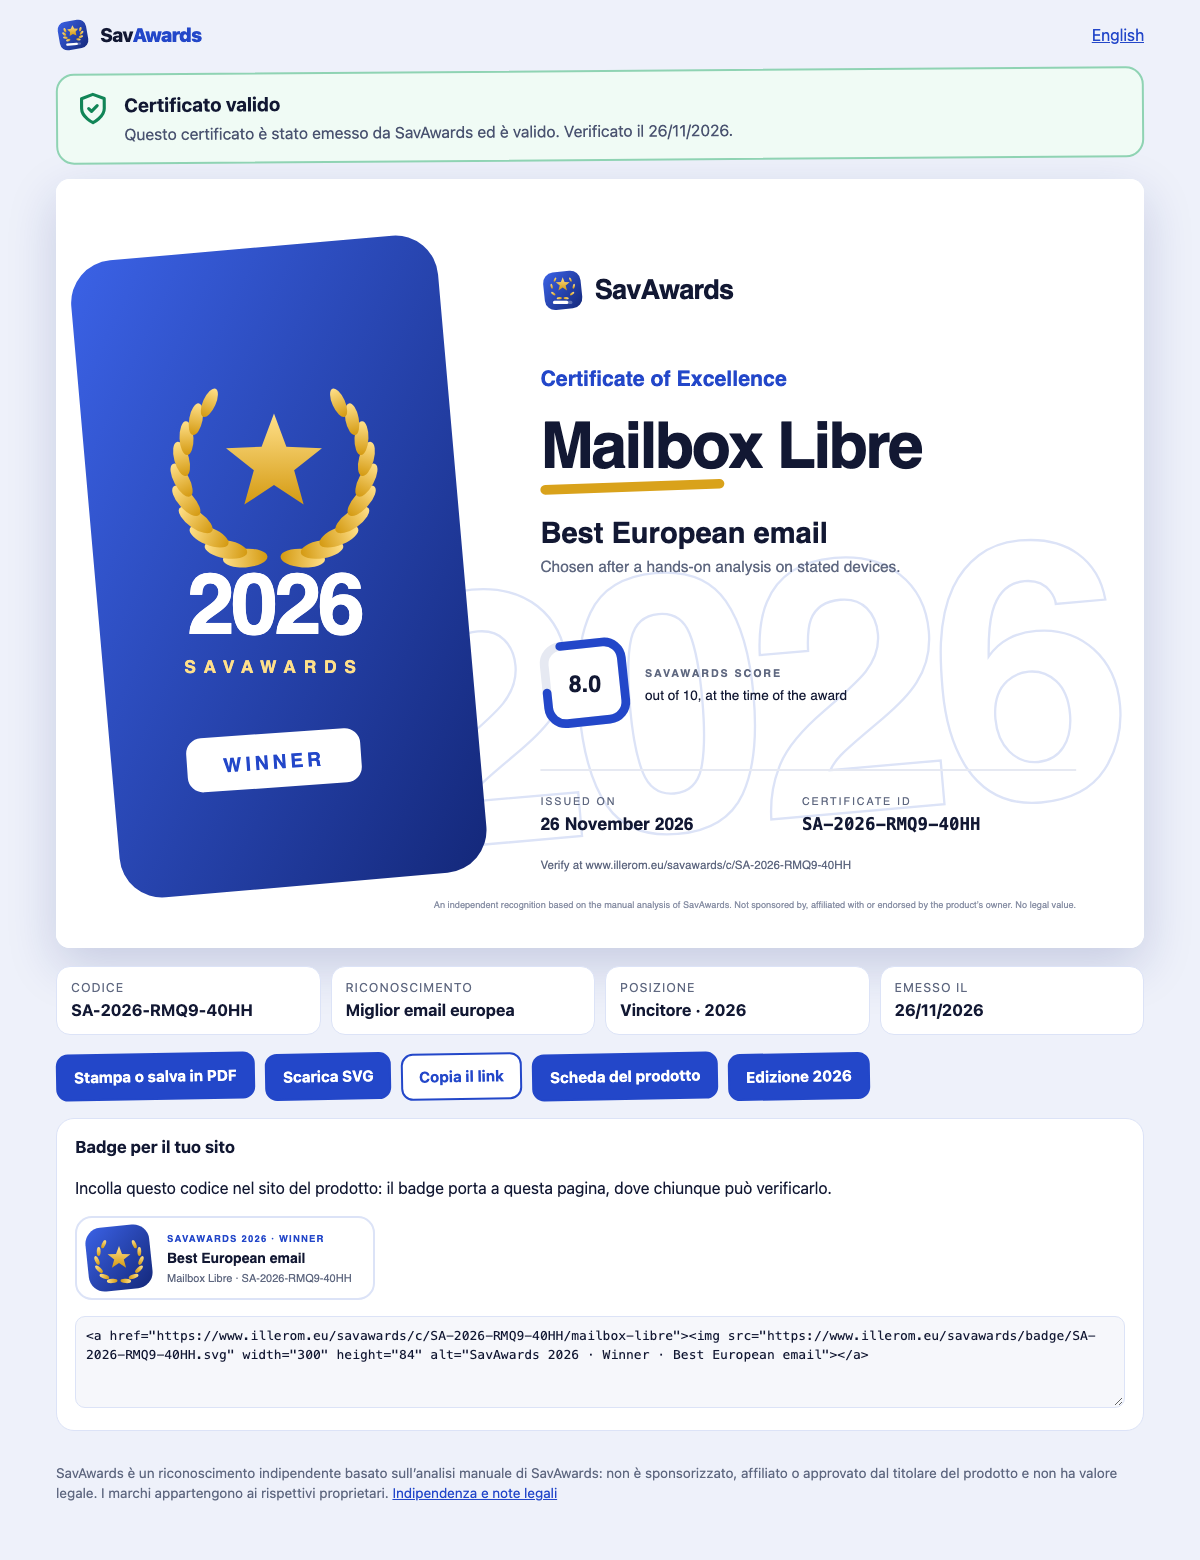 SavAwards
English
Certificato valido
Questo certificato è stato emesso da SavAwards ed è valido. Verificato il 26/11/2026.
2026
SAVAWARDS
WINNER
SavAwards
Certificate of Excellence
Mailbox Libre
Best European email
Chosen after a hands-on analysis on stated devices.
2026
8.0
SAVAWARDS SCORE
out of 10, at the time of the award
ISSUED ON
26 November 2026
CERTIFICATE ID
SA-2026-RMQ9-40HH
Verify at www.illerom.eu/savawards/c/SA-2026-RMQ9-40HH
An independent recognition based on the manual analysis of SavAwards. Not sponsored by, affiliated with or endorsed by the product's owner. No legal value.
CODICE
SA-2026-RMQ9-40HH
RICONOSCIMENTO
Miglior email europea
POSIZIONE
Vincitore · 2026
EMESSO IL
26/11/2026
Stampa o salva in PDF
Scarica SVG
Copia il link
Scheda del prodotto
Edizione 2026
Badge per il tuo sito
Incolla questo codice nel sito del prodotto: il badge porta a questa pagina, dove chiunque può verificarlo.
SAVAWARDS 2026 · WINNER
Best European email
Mailbox Libre · SA-2026-RMQ9-40HH
<a href="https://www.illerom.eu/savawards/c/SA-2026-RMQ9-40HH/mailbox-libre"><img src="https://www.illerom.eu/savawards/badge/SA-
2026-RMQ9-40HH.svg" width="300" height="84" alt="SavAwards 2026 · Winner · Best European email"></a>
SavAwards è un riconoscimento indipendente basato sull'analisi manuale di SavAwards: non è sponsorizzato, affiliato o approvato dal titolare del prodotto e non ha valore
legale. I marchi appartengono ai rispettivi proprietari. Indipendenza e note legali